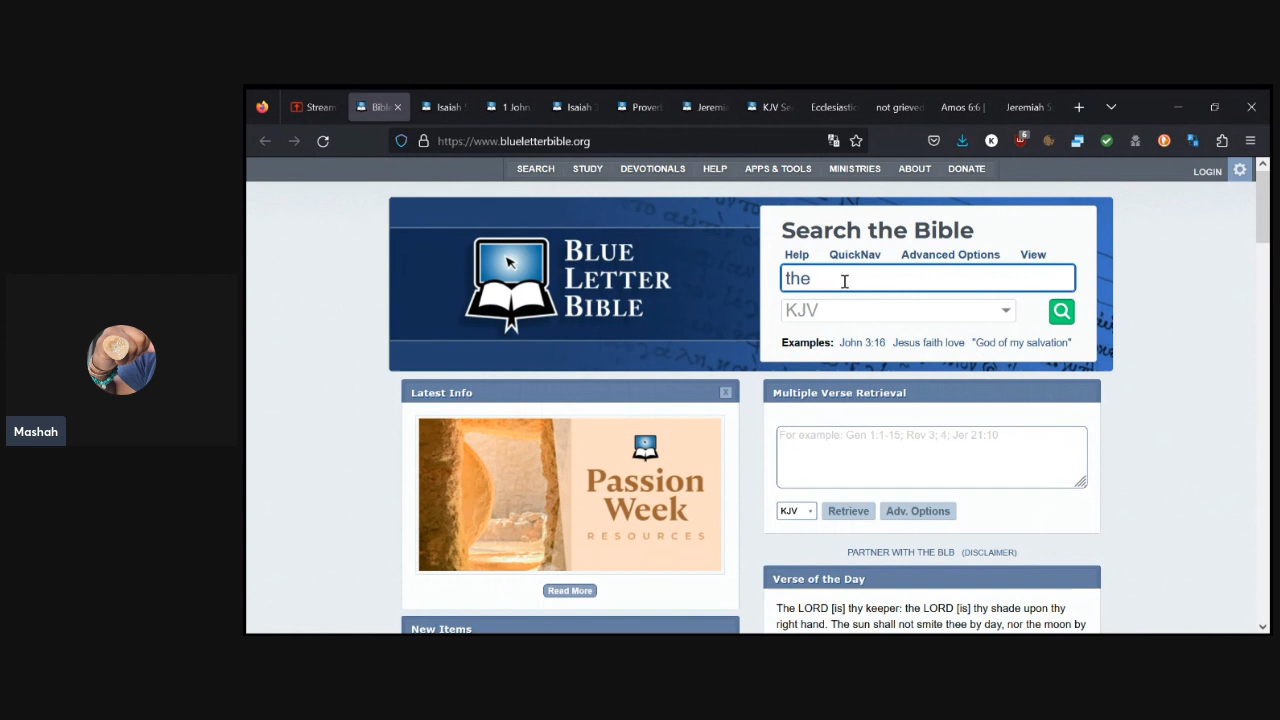 Stream
Bibl
Isaiah
1 John
Isaiah
Prover
Jeremi
KJV Se
Ecclesiastic
not grieved
Amos 6:6 |
Jeremiah 5
https://www.blueletterbible.org
6
K
SEARCH STUDY DEVOTIONALS HELP APPS & TOOLS MINISTRIES ABOUT DONATE
LOGIN
BLUE
LETTER
BIBLE
Search the Bible
Help QuickNav Advanced Options View
the
KJV
Examples: John 3:16 Jesus faith love "God of my salvation"
Mashah
Latest Info
X
Passion
Week
RESOURCES
Read More
New Items
Multiple Verse Retrieval
For example: Gen 1:1-15; Rev 3; 4; Jer 21:10
KJV Retrieve Adv. Options
PARTNER WITH THE BLB (DISCLAIMER)
Verse of the Day
The LORD [is] thy keeper: the LORD [is] thy shade upon thy
right hand. The sun shall not smite thee by day, nor the moon by